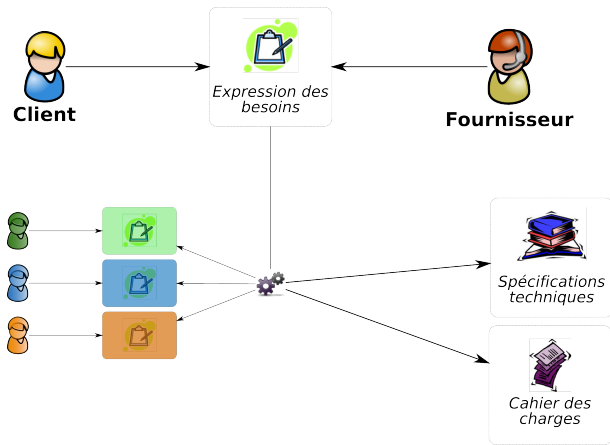 Client
Expression des
besoins
Fournisseur
Spécifications
techniques
Cahier des
charges